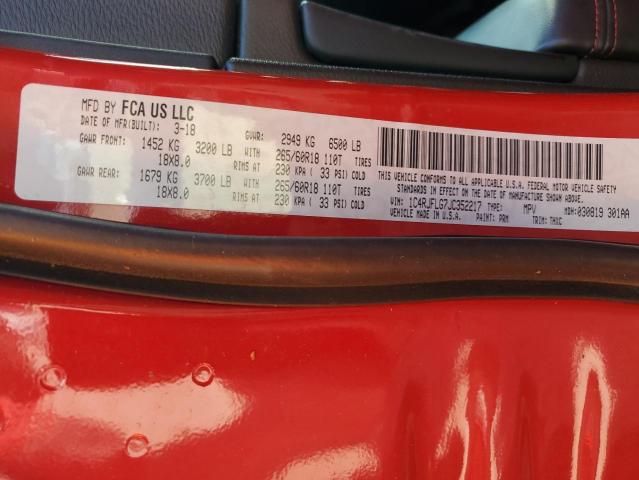 MFD BY FCA US LLC
DATE OF MFR(BUILT): 3-18 GVWR: 2949 KG 6500 LB
GAWR FRONT: 1452 KG 3200 LB WITH 265/60R18 110T TIRES
18X8.0 RIMS AT 230 KPA ( 33 PSI) COLD
GAWR REAR: 1679 KG 3700 LB WITH 265/60R18 110T TIRES
18X8.0 RIMS AT 230 KPA ( 33 PSI) COLD
THIS VEHICLE CONFORMS TO ALL APPLICABLE U.S.A. FEDERAL MOTOR VEHICLE SAFETY
STANDARDS IN EFFECT ON THE DATE OF MANUFACTURE SHOWN ABOVE.
VIN: 1C4RJFLG7JC352217 TYPE: MPV MDH:030819 301AA
MADE IN U.S.A. PAINT: PRM TRIM: